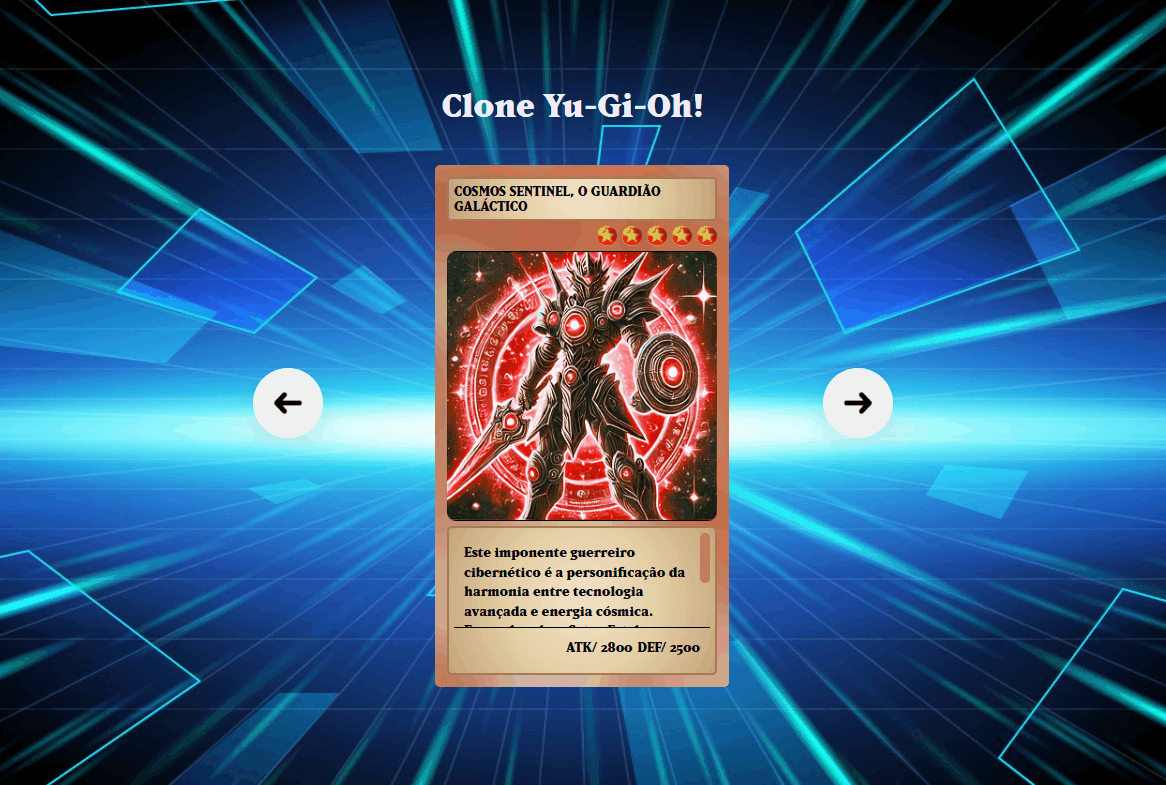 Clone Yu-Gi-Oh!
COSMOS SENTINEL, O GUARDIÃO
GALÁCTICO
Este imponente guerreiro
cibernético é a personificação da
harmonia entre tecnologia
avançada e energia cósmica.
ATK/ 2800 DEF/ 2500